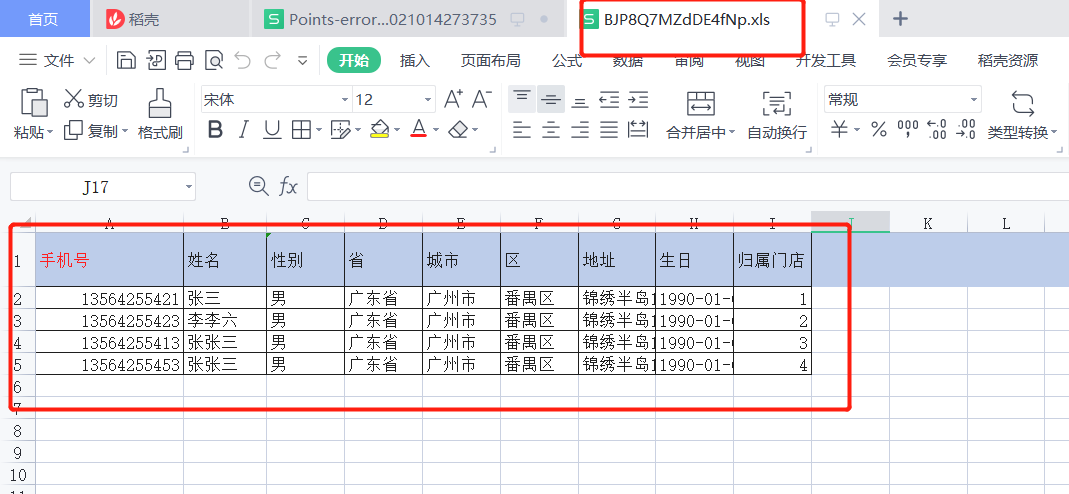 首页 稻壳 Points-error...021014273735 BJP8Q7MZdDE4fNp.xls
文件 开始 插入 页面布局 公式 数据 审阅 视图 开发工具 会员专享 稻壳资源
粘贴 剪切 复制 格式刷 宋体 12 A+ A- B I U A 合并居中 自动换行 常规 ¥ % 000 ←.0 .00 .00 →.0 类型转换
J17 fx
A B C D E F G H I J K L
1 手机号 姓名 性别 省 城市 区 地址 生日 归属门店
2 13564255421 张三 男 广东省 广州市 番禺区 锦绣半岛1 1990-01- 1
3 13564255423 李李六 男 广东省 广州市 番禺区 锦绣半岛1 1990-01- 2
4 13564255413 张张三 男 广东省 广州市 番禺区 锦绣半岛1 1990-01- 3
5 13564255453 张张三 男 广东省 广州市 番禺区 锦绣半岛1 1990-01- 4
6
7
8
9
10
11